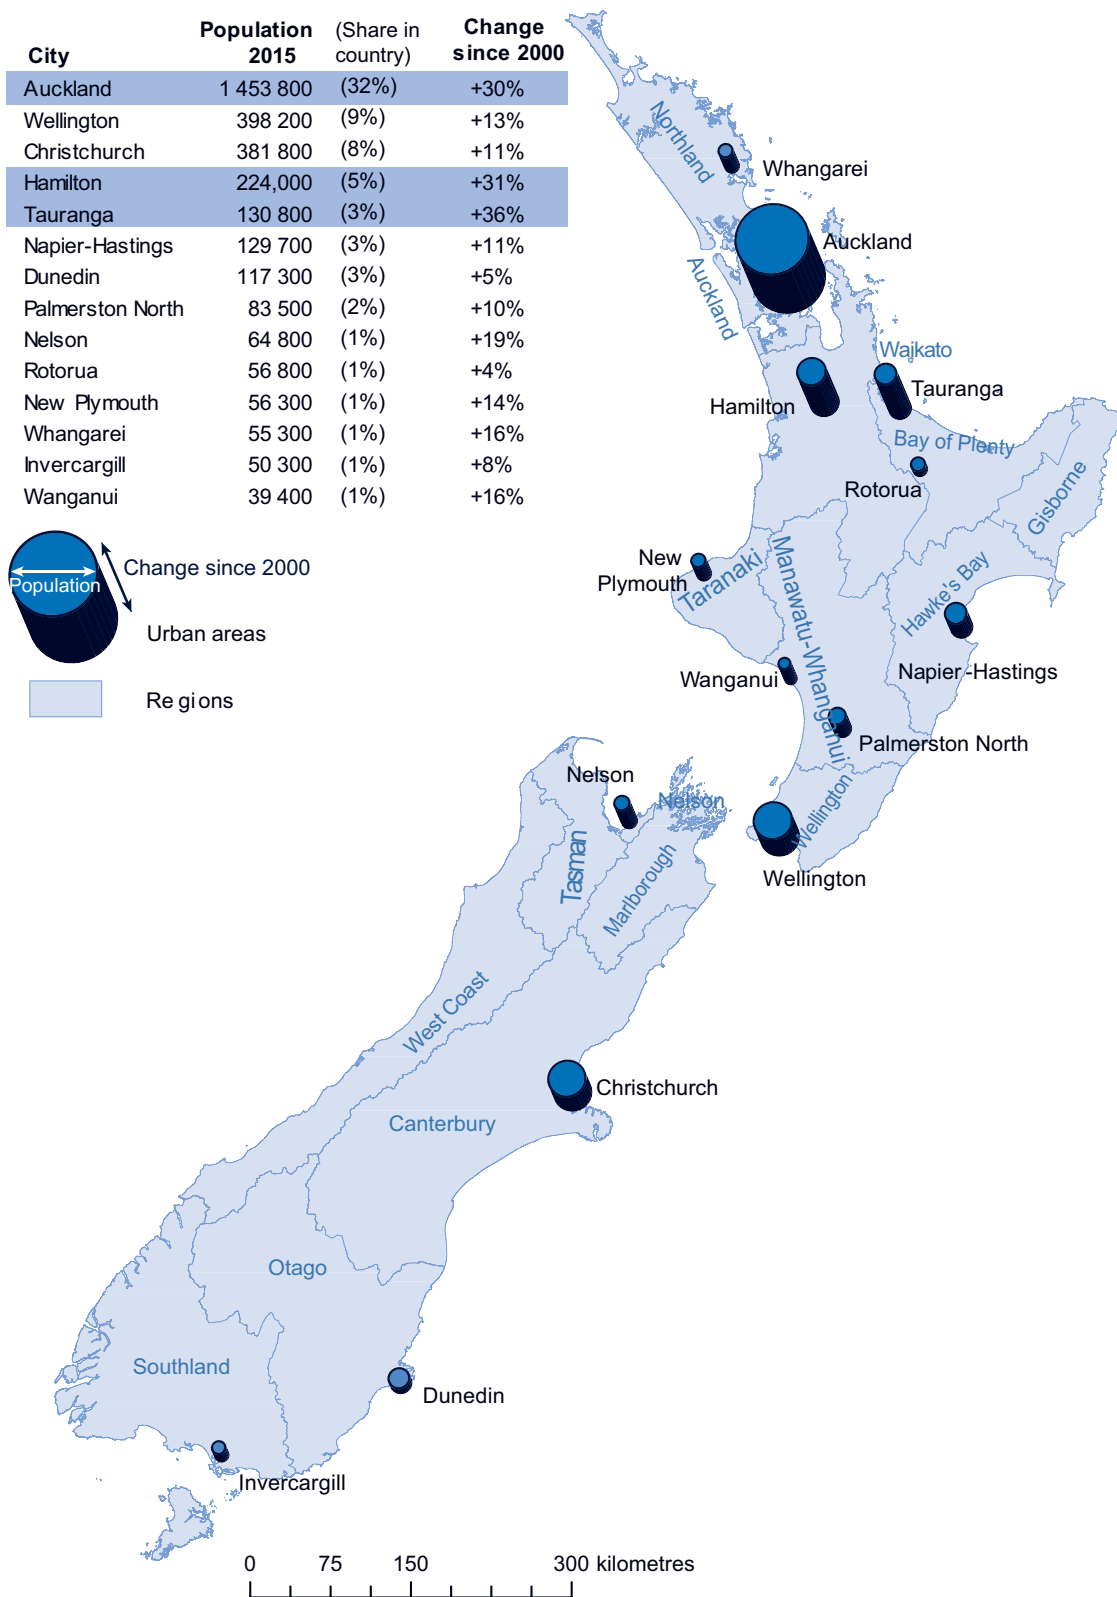 City Population 2015 (Share in country) Change since 2000
Auckland 1 453 800 (32%) +30%
Wellington 398 200 (9%) +13%
Christchurch 381 800 (8%) +11%
Hamilton 224,000 (5%) +31%
Tauranga 130 800 (3%) +36%
Napier-Hastings 129 700 (3%) +11%
Dunedin 117 300 (3%) +5%
Palmerston North 83 500 (2%) +10%
Nelson 64 800 (1%) +19%
Rotorua 56 800 (1%) +4%
New Plymouth 56 300 (1%) +14%
Whangarei 55 300 (1%) +16%
Invercargill 50 300 (1%) +8%
Wanganui 39 400 (1%) +16%
Population
Change since 2000
Urban areas
Regions
Northland
Whangarei
Auckland
Auckland
Waikato
Hamilton
Tauranga
Bay of Plenty
Rotorua
Gisborne
New
Plymouth
Taranaki
Manawatu-Whanganui
Hawke's Bay
Napier-Hastings
Wanganui
Palmerston North
Nelson
Nelson
Wellington
Wellington
Tasman
Marlborough
West Coast
Christchurch
Canterbury
Otago
Southland
Dunedin
Invercargill
0 75 150 300 kilometres